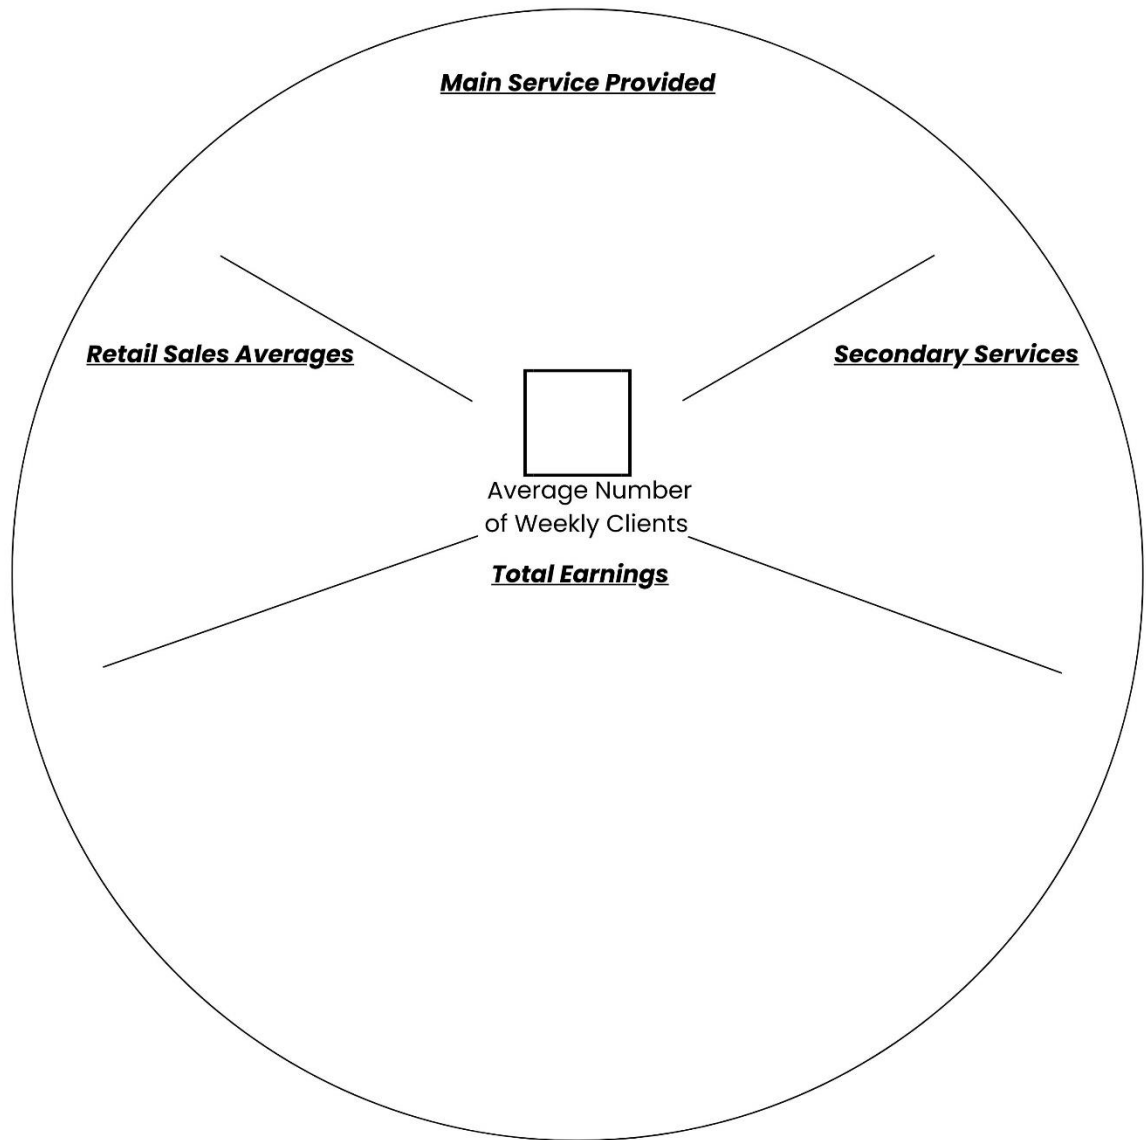 Main Service Provided
Retail Sales Averages
Secondary Services
Average Number
of Weekly Clients
Total Earnings